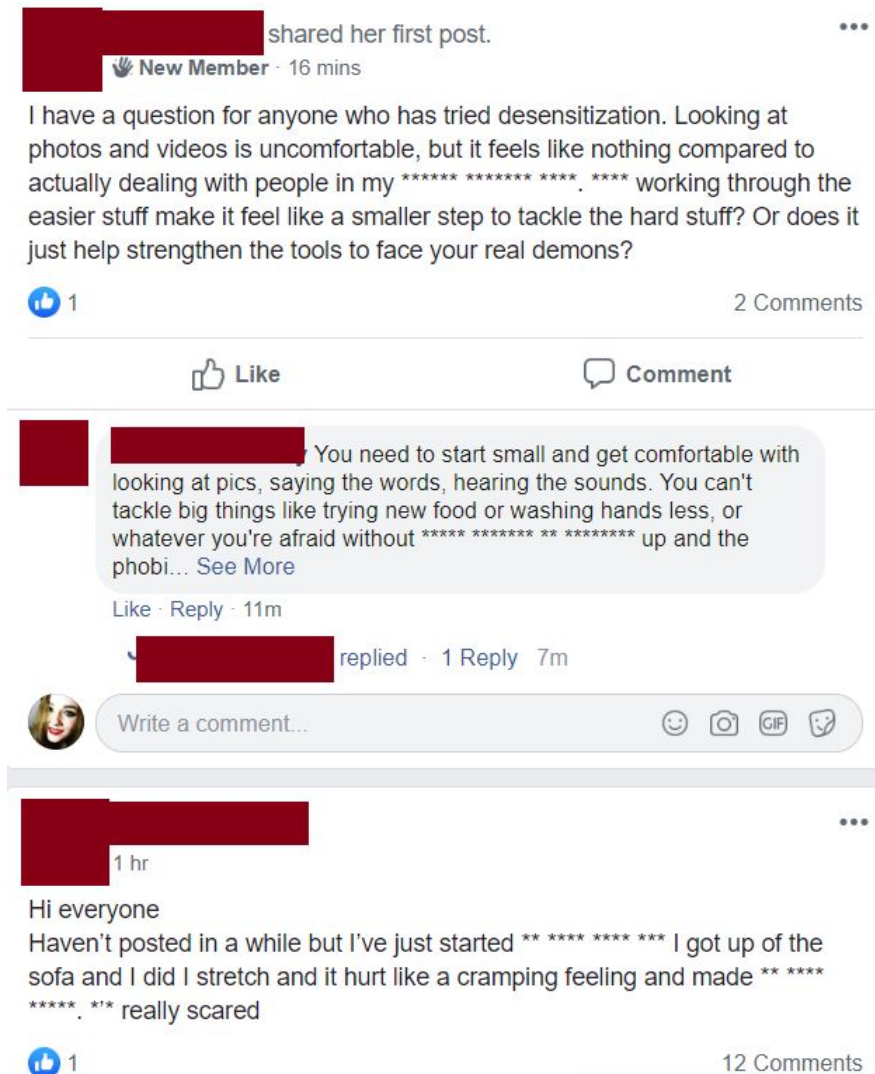 shared her first post.
New Member · 16 mins
I have a question for anyone who has tried desensitization. Looking at
photos and videos is uncomfortable, but it feels like nothing compared to
actually dealing with people in my ****** ******* ****. **** working through the
easier stuff make it feel like a smaller step to tackle the hard stuff? Or does it
just help strengthen the tools to face your real demons?
1 2 Comments
Like Comment
You need to start small and get comfortable with
looking at pics, saying the words, hearing the sounds. You can't
tackle big things like trying new food or washing hands less, or
whatever you're afraid without ***** ******* ** ******** up and the
phobi... See More
Like · Reply · 11m
replied · 1 Reply 7m
Write a comment...
GIF
1 hr
Hi everyone
Haven't posted in a while but I've just started ** **** **** *** I got up of the
sofa and I did I stretch and it hurt like a cramping feeling and made ** ****
*****. *'* really scared
1 12 Comments